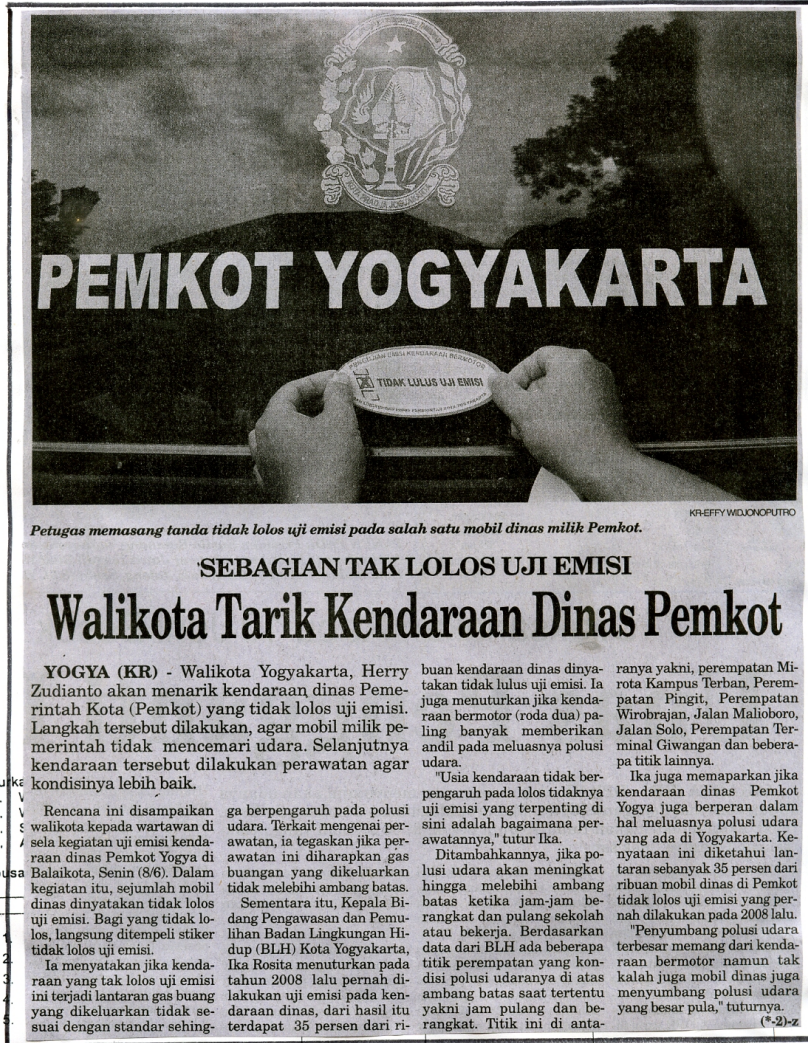 PEMKOT YOGYAKARTA
PENGUJIAN EMISI KENDARAAN BERMOTOR
TIDAK LULUS UJI EMISI
KR-EFFY WIDJONOPUTRO
Petugas memasang tanda tidak lolos uji emisi pada salah satu mobil dinas milik Pemkot.
SEBAGIAN TAK LOLOS UJI EMISI
Walikota Tarik Kendaraan Dinas Pemkot
YOGYA (KR) - Walikota Yogyakarta, Herry
Zudianto akan menarik kendaraan dinas Peme-
rintah Kota (Pemkot) yang tidak lolos uji emisi.
Langkah tersebut dilakukan, agar mobil milik pe-
merintah tidak mencemari udara. Selanjutnya
kendaraan tersebut dilakukan perawatan agar
kondisinya lebih baik.
Rencana ini disampaikan
walikota kepada wartawan di
sela kegiatan uji emisi kenda-
raan dinas Pemkot Yogya di
Balaikota, Senin (8/6). Dalam
kegiatan itu, sejumlah mobil
dinas dinyatakan tidak lolos
uji emisi. Bagi yang tidak lo-
los, langsung ditempeli stiker
tidak lolos uji emisi.
Ia menyatakan jika kenda-
raan yang tak lolos uji emisi
ini terjadi lantaran gas buang
yang dikeluarkan tidak se-
suai dengan standar sehing-
ga berpengaruh pada polusi
udara. Terkait mengenai per-
awatan, ia tegaskan jika per-
awatan ini diharapkan gas
buangan yang dikeluarkan
tidak melebihi ambang batas.
Sementara itu, Kepala Bi-
dang Pengawasan dan Pemu-
lihan Badan Lingkungan Hi-
dup (BLH) Kota Yogyakarta,
Ika Rosita menuturkan pada
tahun 2008 lalu pernah di-
lakukan uji emisi pada ken-
daraan dinas, dari hasil itu
terdapat 35 persen dari ri-
buan kendaraan dinas dinya-
takan tidak lulus uji emisi. Ia
juga menuturkan jika kenda-
raan bermotor (roda dua) pa-
ling banyak memberikan
andil pada meluasnya polusi
udara.
"Usia kendaraan tidak ber-
pengaruh pada lolos tidaknya
uji emisi yang terpenting di
sini adalah bagaimana per-
awatannya," tutur Ika.
Ditambahkannya, jika po-
lusi udara akan meningkat
hingga melebihi ambang
batas ketika jam-jam be-
rangkat dan pulang sekolah
atau bekerja. Berdasarkan
data dari BLH ada beberapa
titik perempatan yang kon-
disi polusi udaranya di atas
ambang batas saat tertentu
yakni jam pulang dan be-
rangkat. Titik ini di anta-
ranya yakni, perempatan Mi-
rota Kampus Terban, Perem-
patan Pingit, Perempatan
Wirobrajan, Jalan Malioboro,
Jalan Solo, Perempatan Ter-
minal Giwangan dan bebera-
pa titik lainnya.
Ika juga memaparkan jika
kendaraan dinas Pemkot
Yogya juga berperan dalam
hal meluasnya polusi udara
yang ada di Yogyakarta. Ke-
nyataan ini diketahui lan-
taran sebanyak 35 persen dari
ribuan mobil dinas di Pemkot
tidak lolos uji emisi yang per-
nah dilakukan pada 2008 lalu.
"Penyumbang polusi udara
terbesar memang dari kenda-
raan bermotor namun tak
kalah juga mobil dinas juga
menyumbang polusi udara
yang besar pula," tuturnya.
(*-2)-z